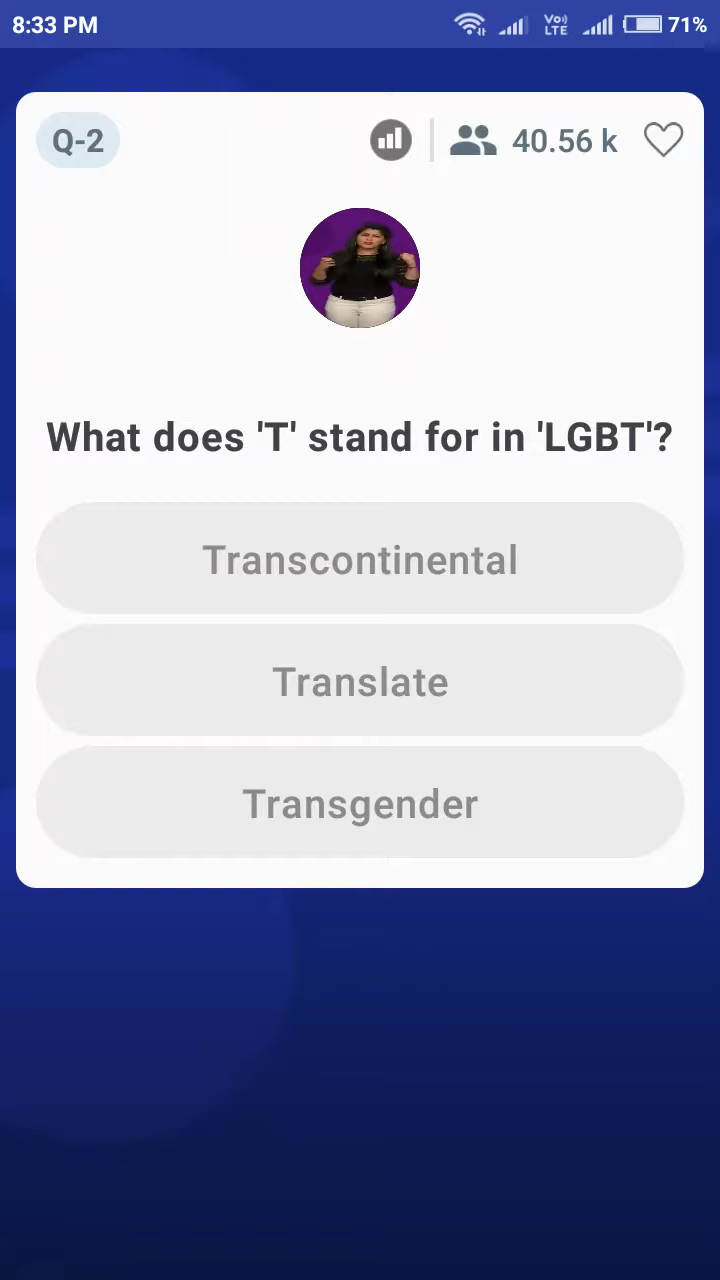 8:33 PM Vo)) LTE 71%
Q-2 40.56 k
What does 'T' stand for in 'LGBT'?
Transcontinental
Translate
Transgender